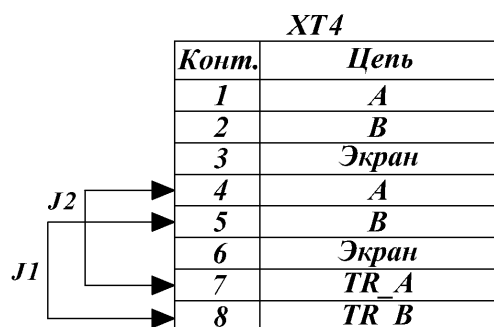 XT4
Конт. Цепь
1 A
2 B
3 Экран
4 A
J2
5 B
6 Экран
J1
7 TR_A
8 TR_B